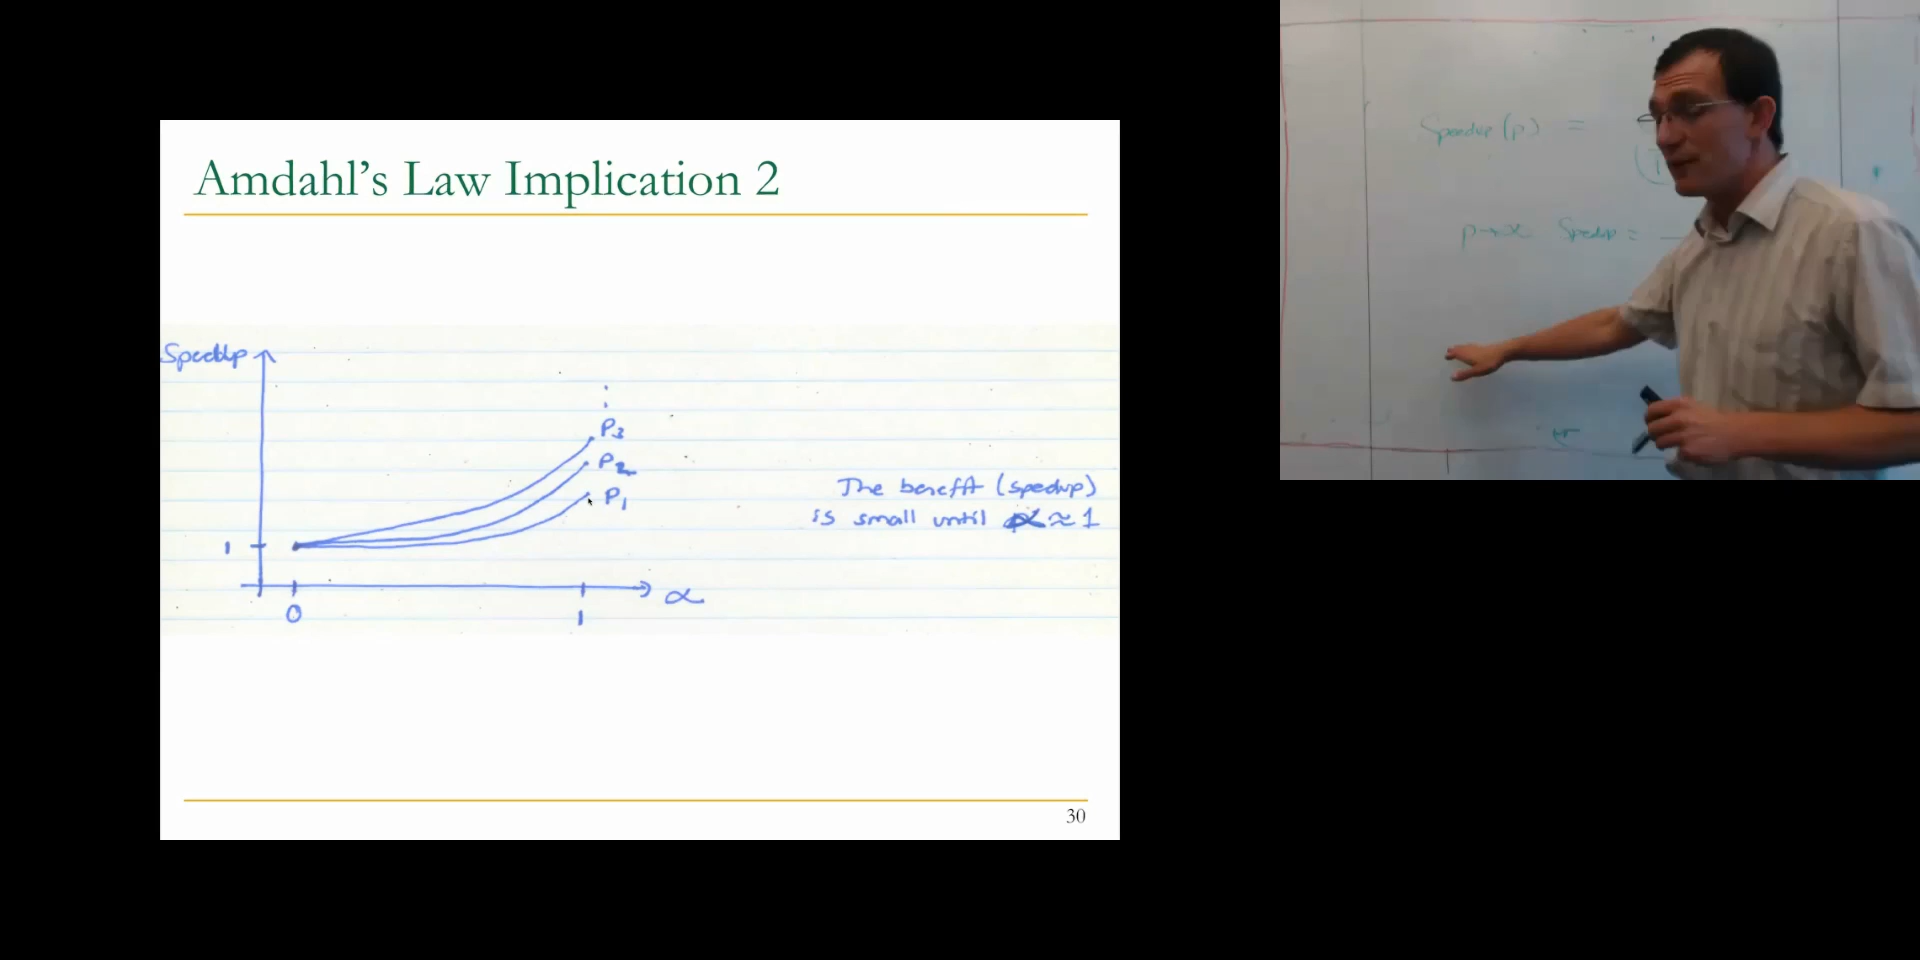 Amdahl's Law Implication 2
SpeedUp
P3
P2
P1
The benefit (speedup)
is small until α ≈ 1
1
α
0
1
30
Speedup (p) =
p→∞ Speedup =